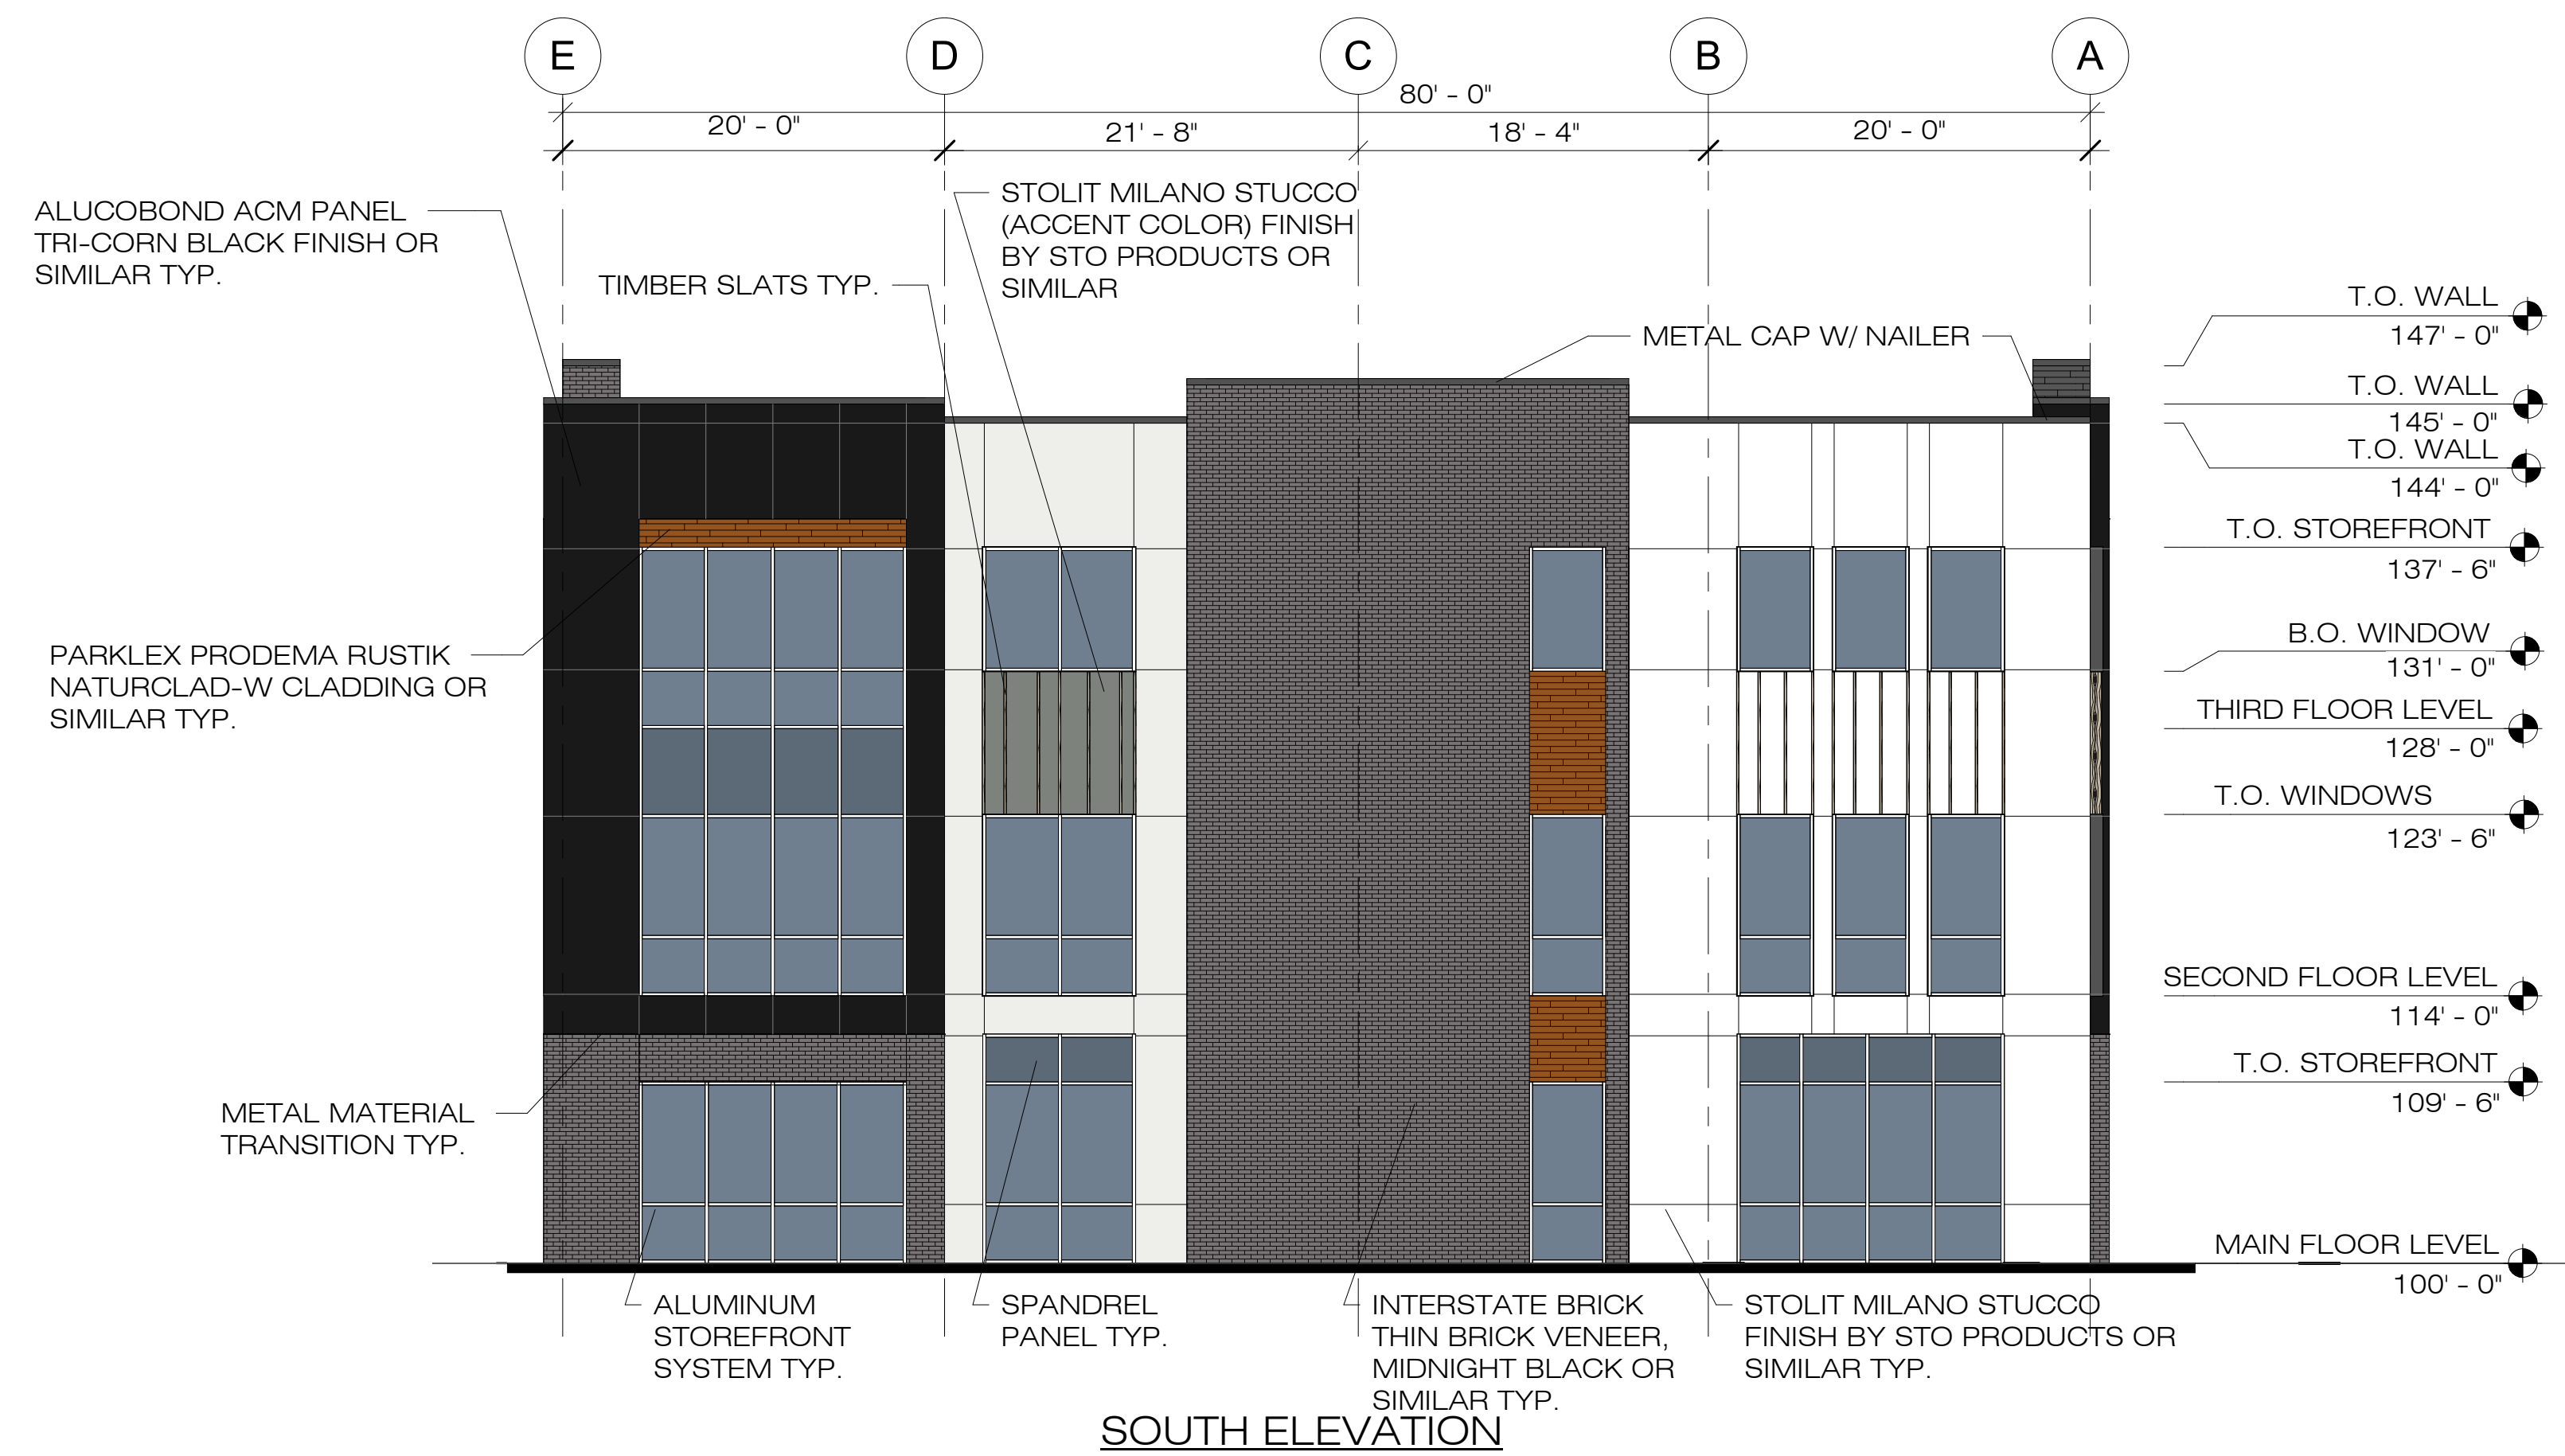 E
D
C
B
A
80' - 0"
20' - 0"
21' - 8"
18' - 4"
20' - 0"
ALUCOBOND ACM PANEL
TRI-CORN BLACK FINISH OR
SIMILAR TYP.
TIMBER SLATS TYP.
STOLIT MILANO STUCCO
(ACCENT COLOR) FINISH
BY STO PRODUCTS OR
SIMILAR
METAL CAP W/ NAILER
T.O. WALL
147' - 0"
T.O. WALL
145' - 0"
T.O. WALL
144' - 0"
T.O. STOREFRONT
137' - 6"
B.O. WINDOW
131' - 0"
THIRD FLOOR LEVEL
128' - 0"
T.O. WINDOWS
123' - 6"
SECOND FLOOR LEVEL
114' - 0"
T.O. STOREFRONT
109' - 6"
MAIN FLOOR LEVEL
100' - 0"
PARKLEX PRODEMA RUSTIK
NATURCLAD-W CLADDING OR
SIMILAR TYP.
METAL MATERIAL
TRANSITION TYP.
ALUMINUM
STOREFRONT
SYSTEM TYP.
SPANDREL
PANEL TYP.
INTERSTATE BRICK
THIN BRICK VENEER,
MIDNIGHT BLACK OR
SIMILAR TYP.
STOLIT MILANO STUCCO
FINISH BY STO PRODUCTS OR
SIMILAR TYP.
SOUTH ELEVATION